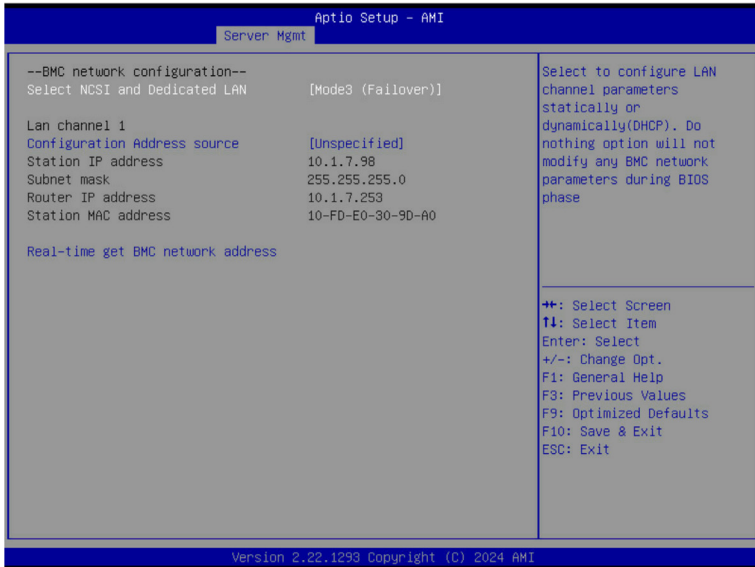 Aptio Setup - AMI
Server Mgmt
--BMC network configuration--
Select NCSI and Dedicated LAN [Mode3 (Failover)]
Lan channel 1
Configuration Address source [Unspecified]
Station IP address 10.1.7.98
Subnet mask 255.255.255.0
Router IP address 10.1.7.253
Station MAC address 10-FD-E0-30-9D-A0
Real-time get BMC network address
Select to configure LAN
channel parameters
statically or
dynamically(DHCP). Do
nothing option will not
modify any BMC network
parameters during BIOS
phase
→←: Select Screen
↑↓: Select Item
Enter: Select
+/-: Change Opt.
F1: General Help
F3: Previous Values
F9: Optimized Defaults
F10: Save & Exit
ESC: Exit
Version 2.22.1293 Copyright (C) 2024 AMI